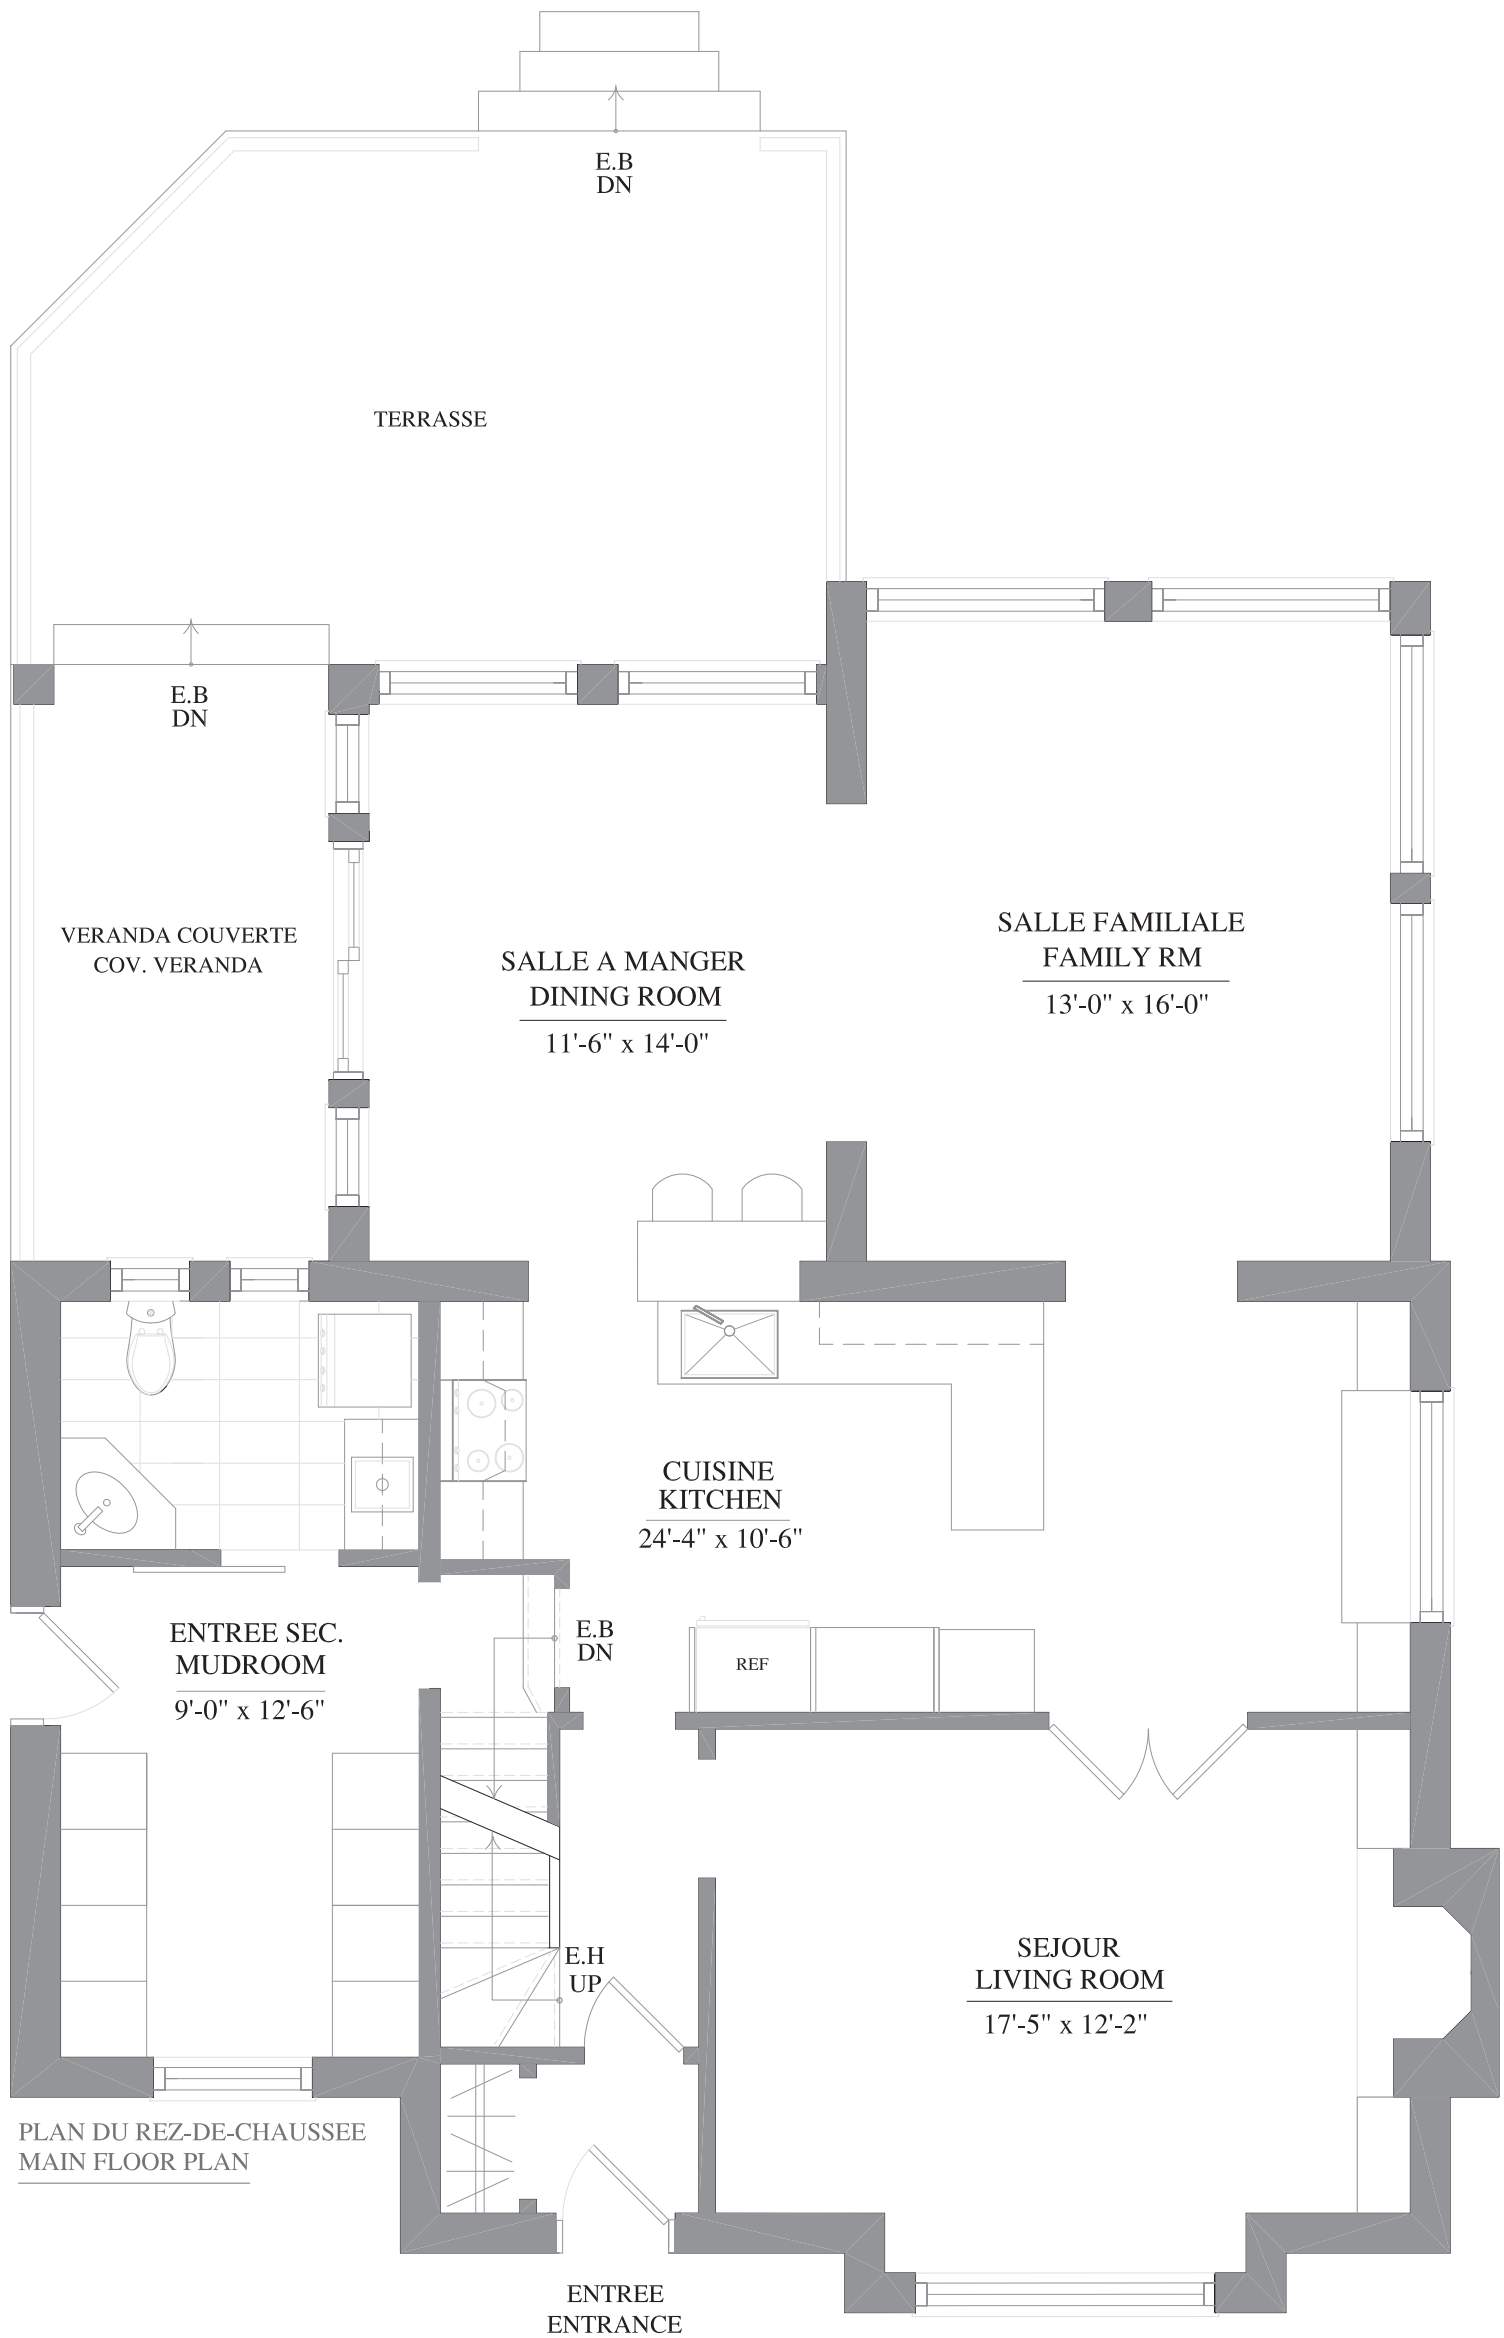 E.B
DN
TERRASSE
E.B
DN
VERANDA COUVERTE
COV. VERANDA
SALLE A MANGER
DINING ROOM
11'-6" x 14'-0"
SALLE FAMILIALE
FAMILY RM
13'-0" x 16'-0"
CUISINE
KITCHEN
24'-4" x 10'-6"
ENTREE SEC.
MUDROOM
9'-0" x 12'-6"
E.B
DN
REF
E.H
UP
SEJOUR
LIVING ROOM
17'-5" x 12'-2"
PLAN DU REZ-DE-CHAUSSEE
MAIN FLOOR PLAN
ENTREE
ENTRANCE